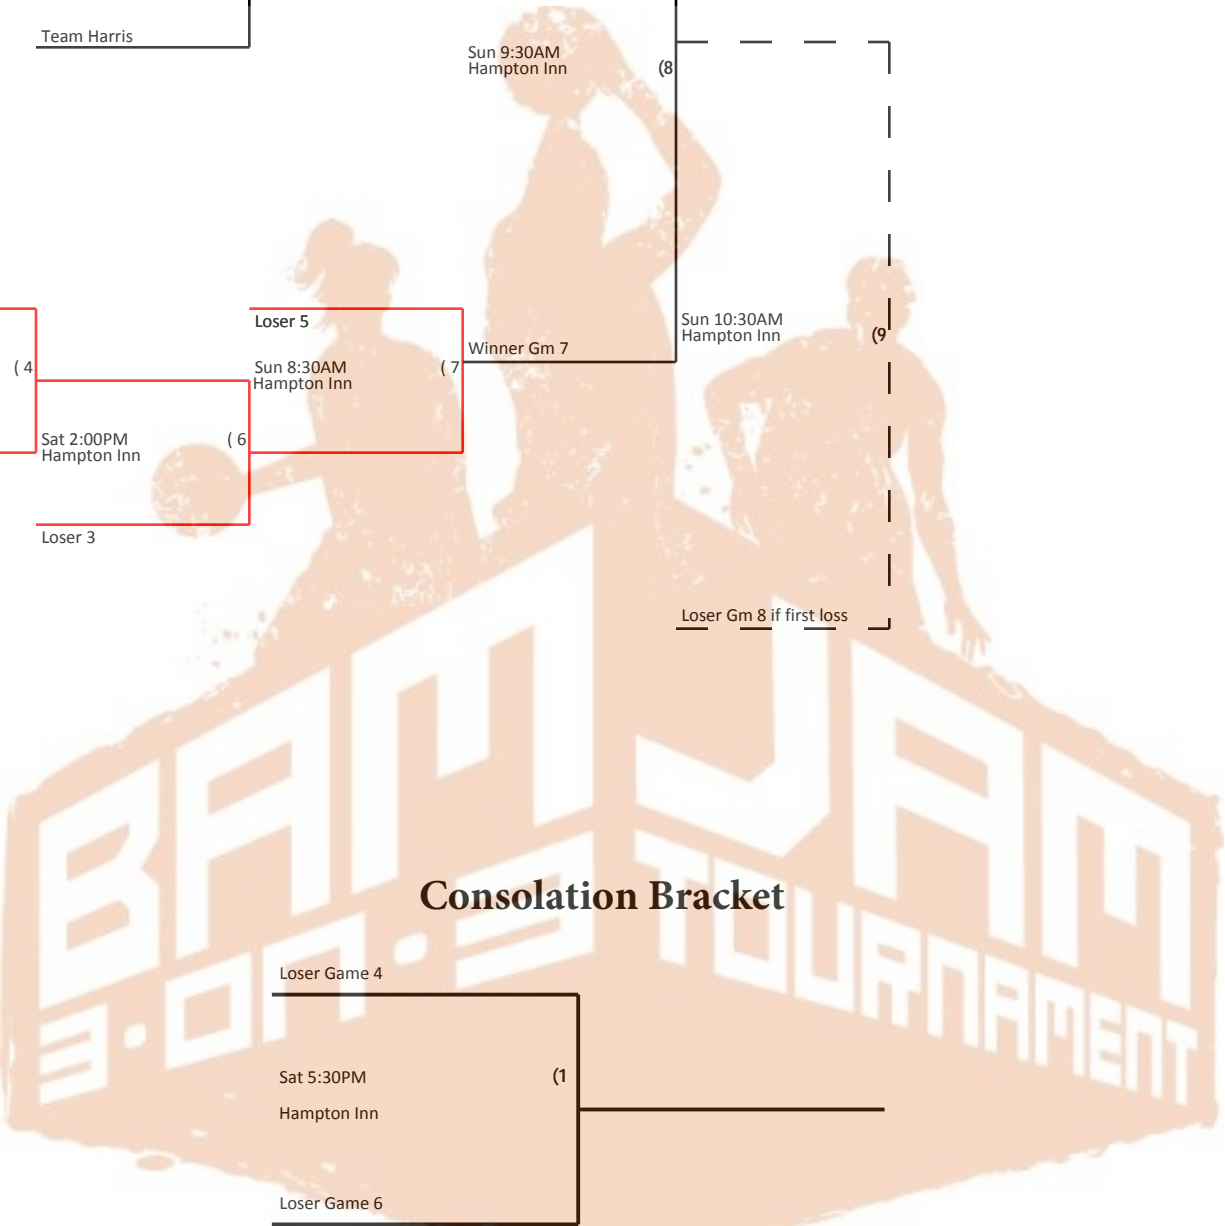 Team Harris
Sun 9:30AM
Hampton Inn
(8
Loser 5
Sun 10:30AM
Hampton Inn
(9
Winner Gm 7
( 4
Sun 8:30AM
Hampton Inn
( 7
Sat 2:00PM
Hampton Inn
( 6
Loser 3
Loser Gm 8 if first loss
BAM JAM
3·ON·3 TOURNAMENT
Consolation Bracket
Loser Game 4
Sat 5:30PM
(1
Hampton Inn
Loser Game 6